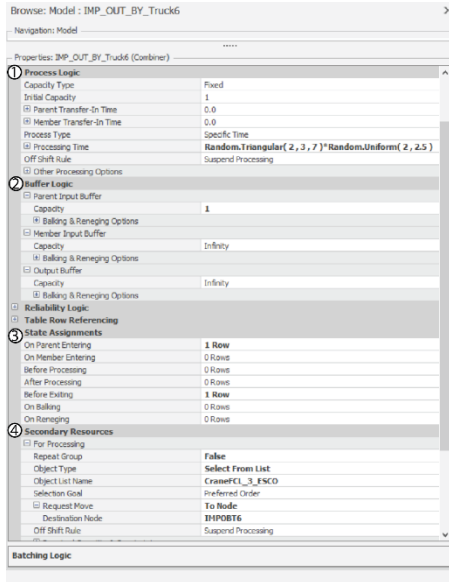 Browse: Model : IMP_OUT_BY_Truck6
Navigation: Model
Properties: IMP_OUT_BY_Truck6 (Combiner)
① Process Logic
Capacity Type Fixed
Initial Capacity 1
Parent Transfer-In Time 0.0
Member Transfer-In Time 0.0
Process Type Specific Time
Processing Time Random.Triangular( 2 , 3 , 7 )*Random.Uniform( 2 , 2.5 )
Off Shift Rule Suspend Processing
Other Processing Options
② Buffer Logic
Parent Input Buffer
Capacity 1
Balking & Reneging Options
Member Input Buffer
Capacity Infinity
Balking & Reneging Options
Output Buffer
Capacity Infinity
Balking & Reneging Options
Reliability Logic
Table Row Referencing
③ State Assignments
On Parent Entering 1 Row
On Member Entering 0 Rows
Before Processing 0 Rows
After Processing 0 Rows
Before Exiting 1 Row
On Balking 0 Rows
On Reneging 0 Rows
④ Secondary Resources
For Processing
Repeat Group False
Object Type Select From List
Object List Name CraneFCL_3_ESCO
Selection Goal Preferred Order
Request Move To Node
Destination Node IMPOBT6
Off Shift Rule Suspend Processing
Batching Logic